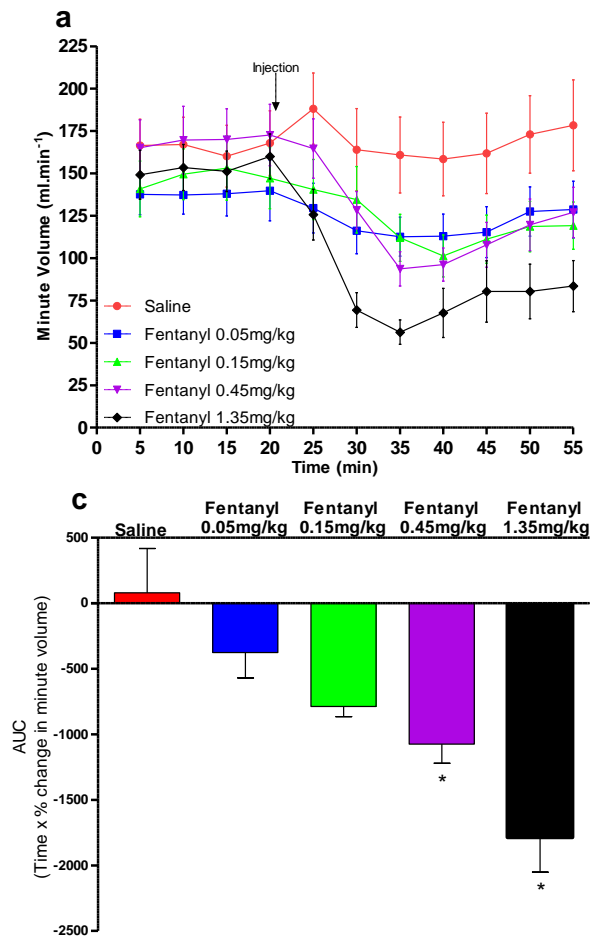 a
Minute Volume (ml.min⁻¹)
225
200
175
150
125
100
75
50
25
0
Injection
Saline
Fentanyl 0.05mg/kg
Fentanyl 0.15mg/kg
Fentanyl 0.45mg/kg
Fentanyl 1.35mg/kg
0 5 10 15 20 25 30 35 40 45 50 55
Time (min)
c
Saline
Fentanyl
0.05mg/kg
Fentanyl
0.15mg/kg
Fentanyl
0.45mg/kg
Fentanyl
1.35mg/kg
AUC
(Time x % change in minute volume)
500
0
-500
-1000
-1500
-2000
-2500
*
*